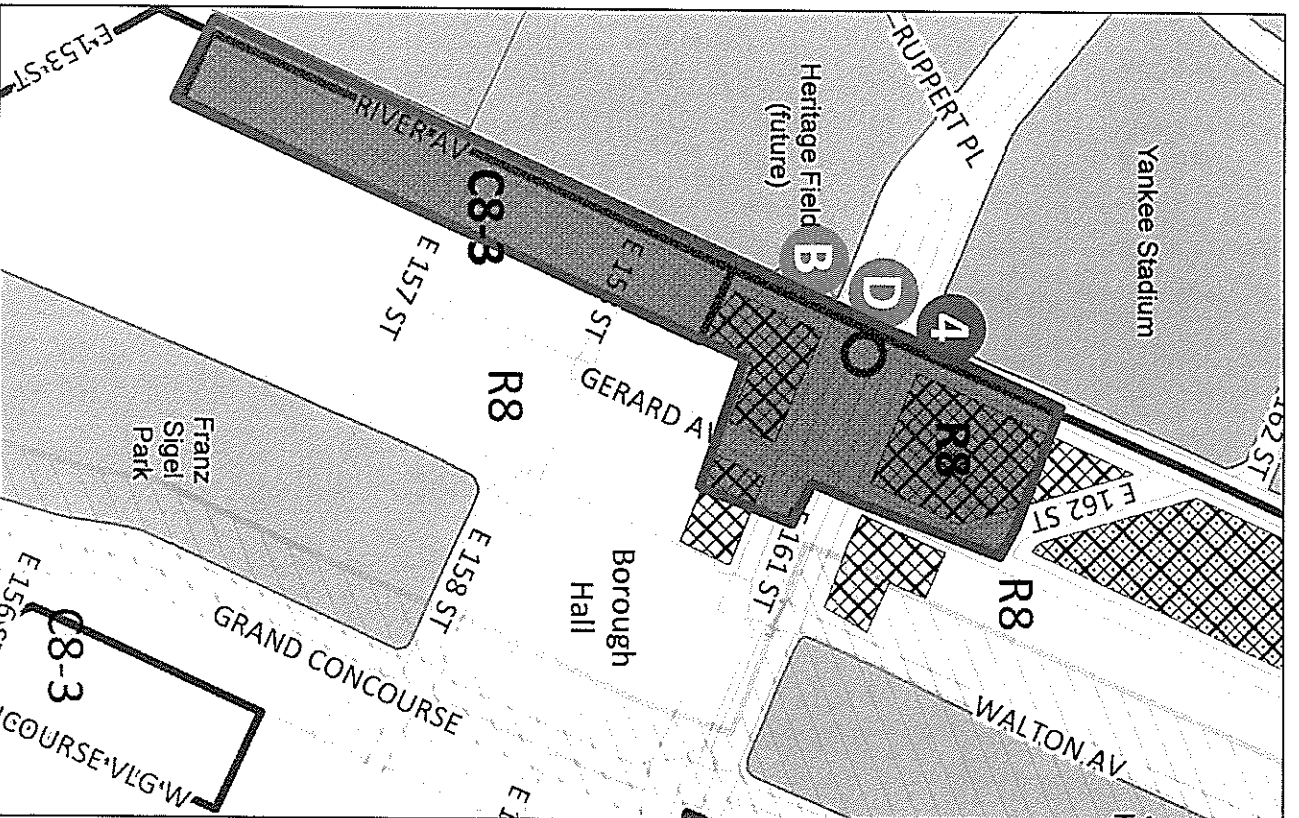 E 153 ST
RIVER AV
C8-3
Heritage Field
(future)
RUPPERT PL
Yankee Stadium
B
D
4
E 157 ST
GERARD AV
R8
R8
E 162 ST
R8
E 161 ST
Borough
Hall
Franz
Sigel
Park
E 158 ST
GRAND CONCOURSE
WALTON AV
C8-3